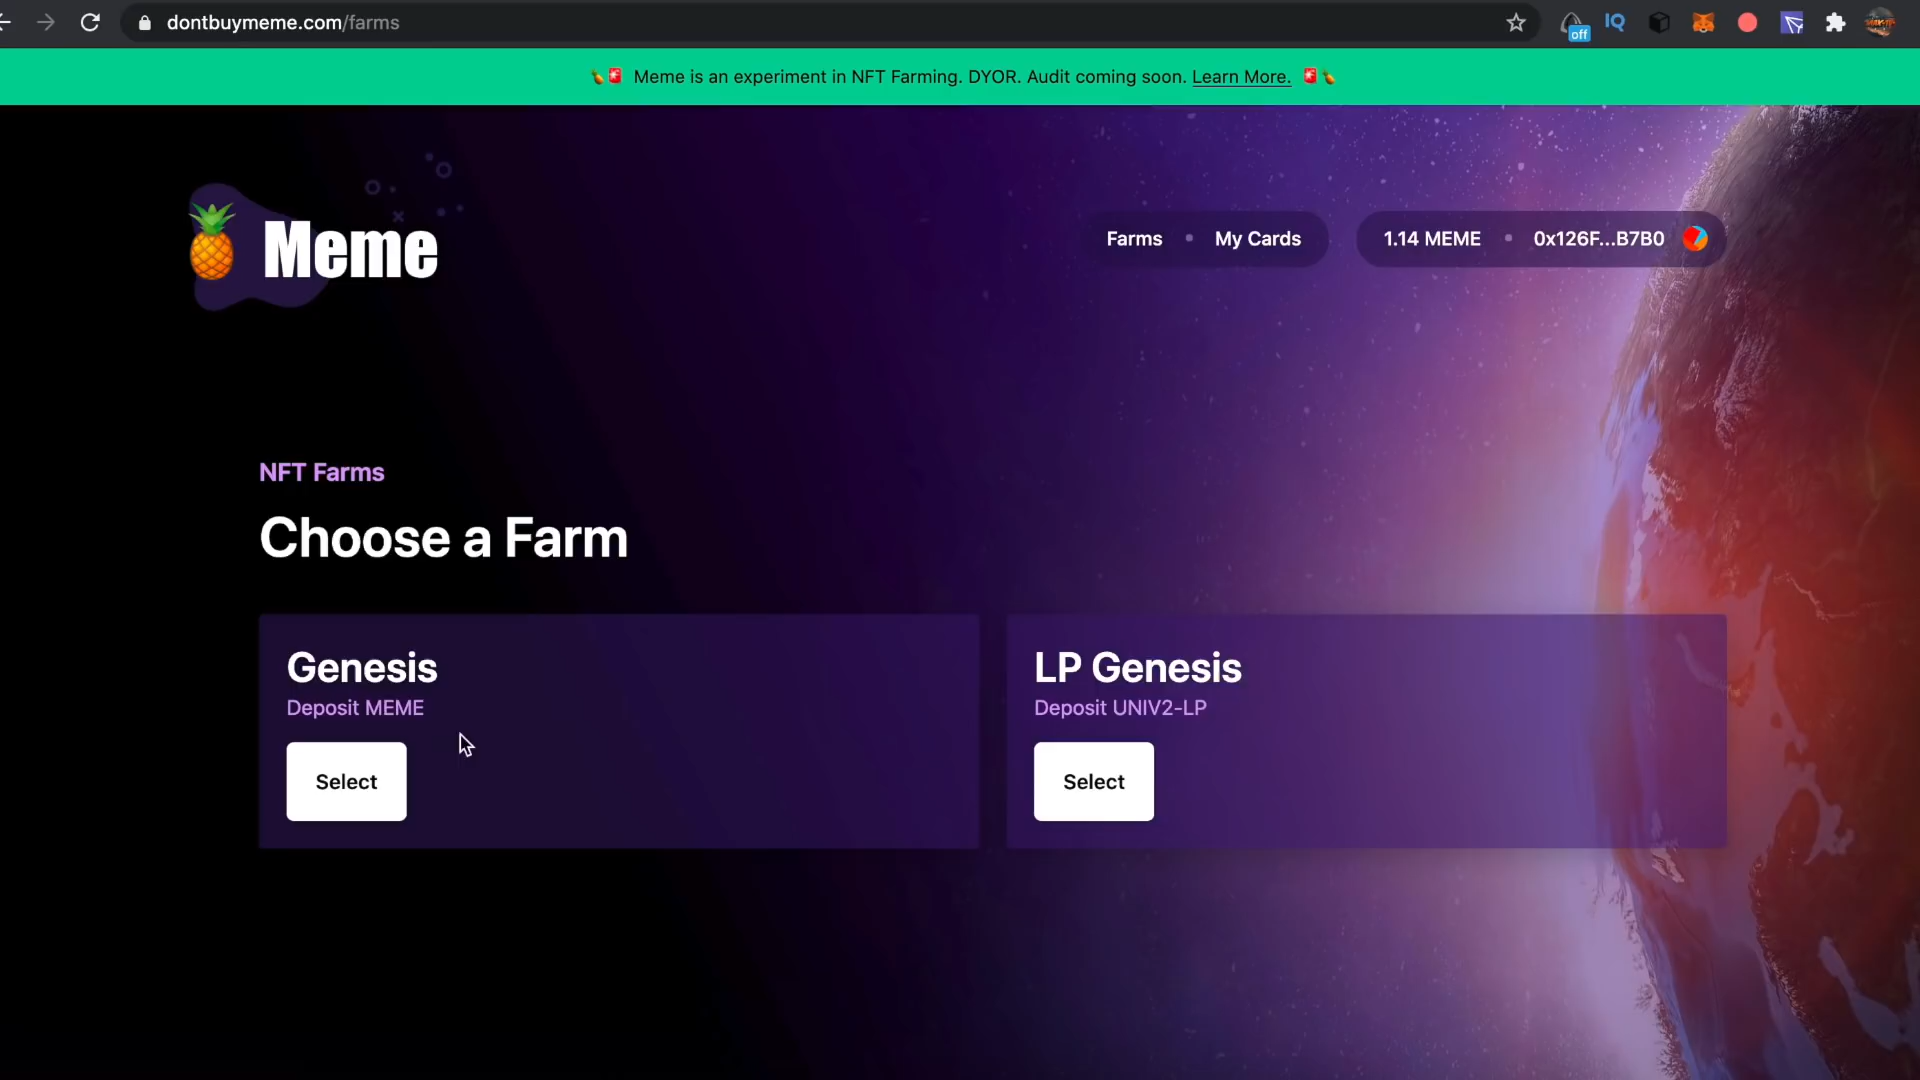 dontbuymeme.com/farms
off
IQ
Meme is an experiment in NFT Farming. DYOR. Audit coming soon. Learn More.
Meme
Farms • My Cards
1.14 MEME • 0x126F...B7B0
NFT Farms
Choose a Farm
Genesis
Deposit MEME
Select
LP Genesis
Deposit UNIV2-LP
Select